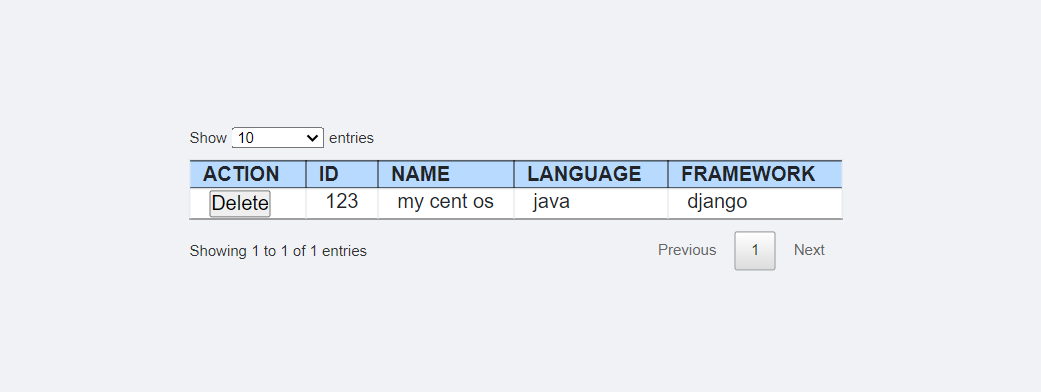 Show 10 entries
ACTION ID NAME LANGUAGE FRAMEWORK
Delete 123 my cent os java django
Showing 1 to 1 of 1 entries Previous 1 Next